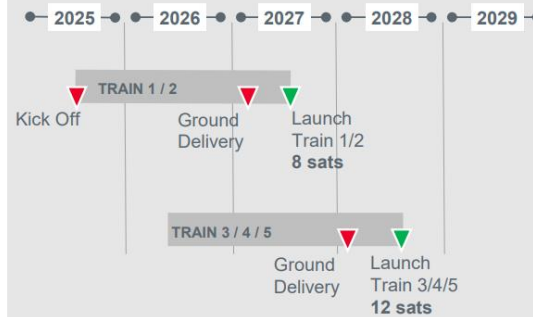 2025 2026 2027 2028 2029
TRAIN 1 / 2
Kick Off
Ground
Delivery
Launch
Train 1/2
8 sats
TRAIN 3 / 4 / 5
Ground
Delivery
Launch
Train 3/4/5
12 sats